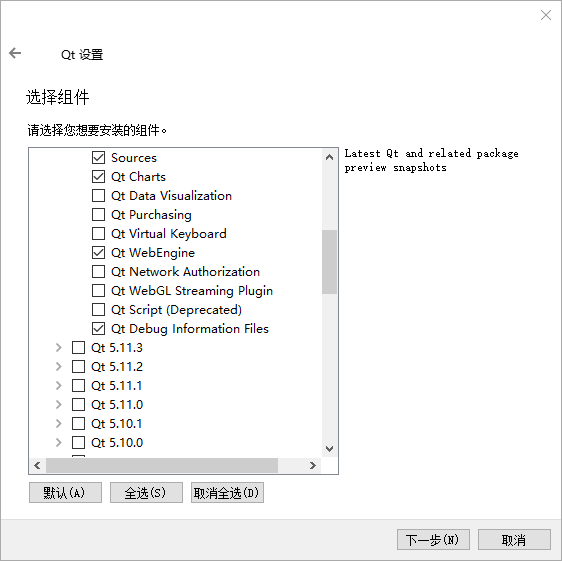 Qt 设置
选择组件
请选择您想要安装的组件。
Sources
Qt Charts
Qt Data Visualization
Qt Purchasing
Qt Virtual Keyboard
Qt WebEngine
Qt Network Authorization
Qt WebGL Streaming Plugin
Qt Script (Deprecated)
Qt Debug Information Files
Qt 5.11.3
Qt 5.11.2
Qt 5.11.1
Qt 5.11.0
Qt 5.10.1
Qt 5.10.0
Latest Qt and related package
preview snapshots
默认(A) 全选(S) 取消全选(D)
下一步(N) 取消